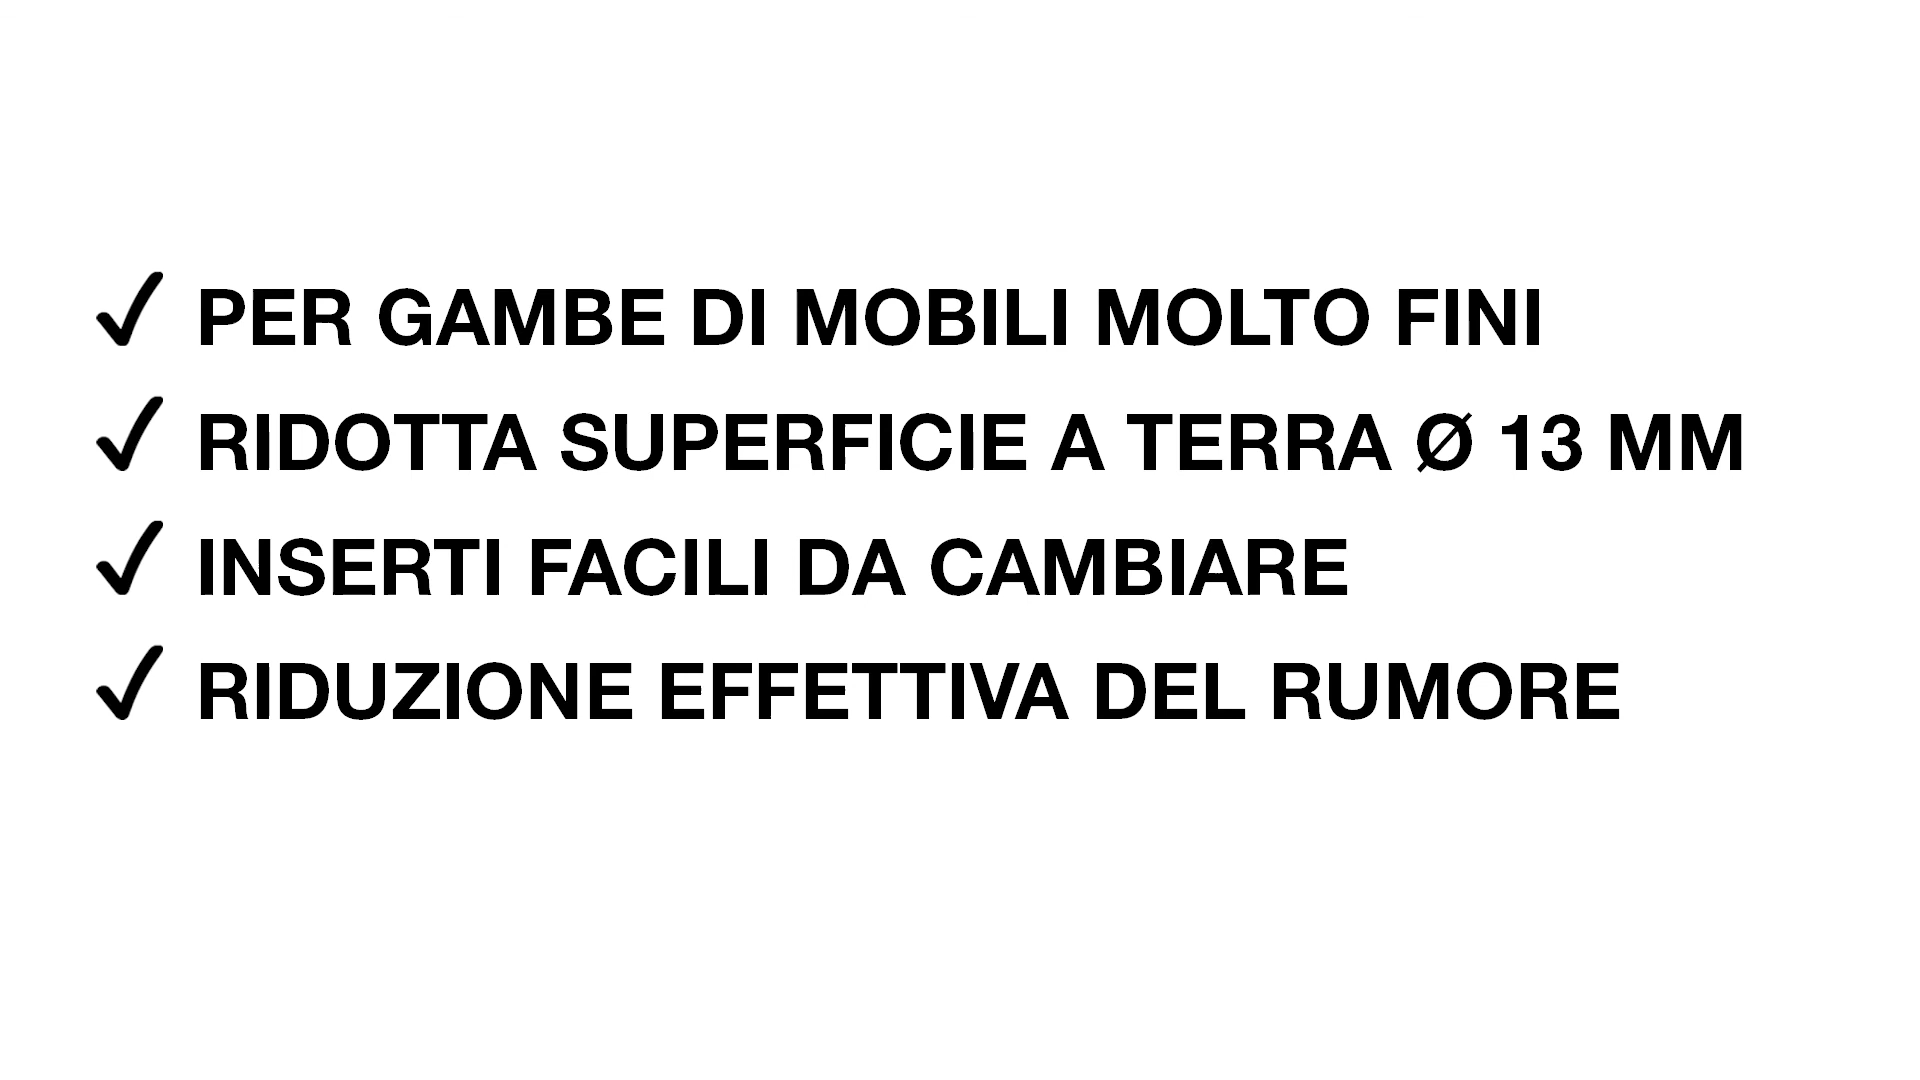 ✓ PER GAMBE DI MOBILI MOLTO FINI
✓ RIDOTTA SUPERFICIE A TERRA Ø 13 MM
✓ INSERTI FACILI DA CAMBIARE
✓ RIDUZIONE EFFETTIVA DEL RUMORE